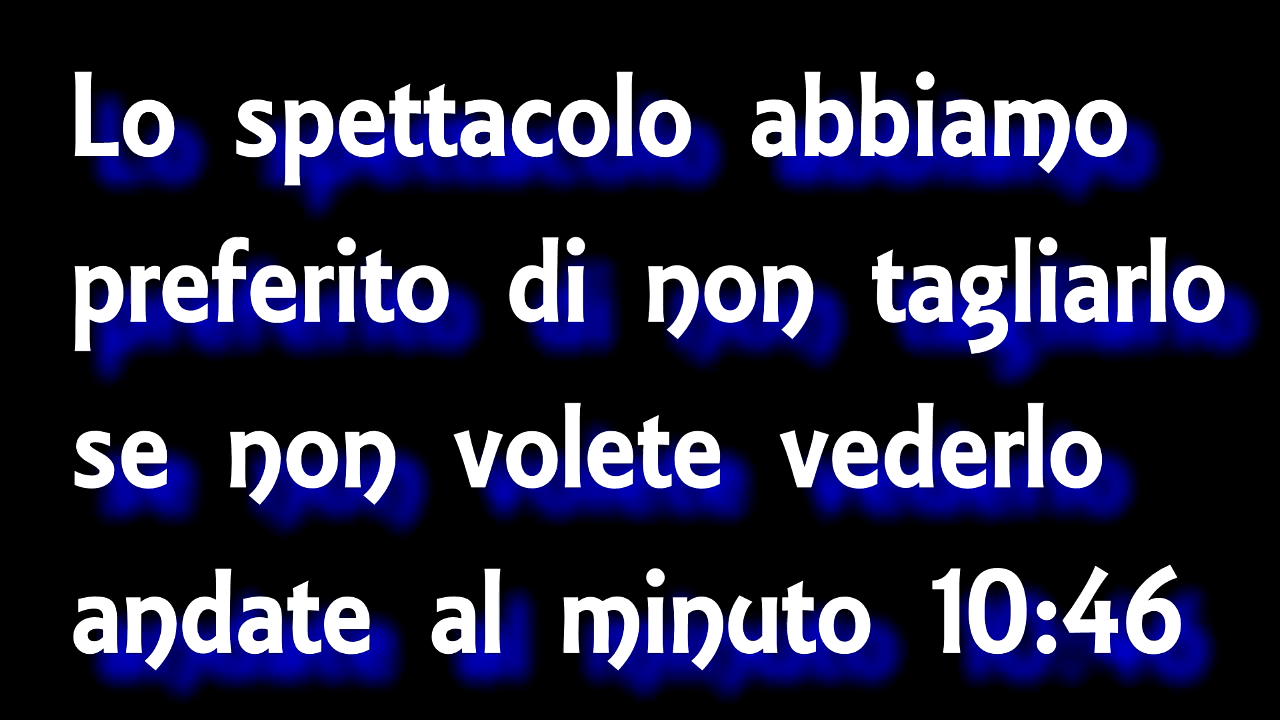 Lo spettacolo abbiamo
preferito di non tagliarlo
se non volete vederlo
andate al minuto 10:46